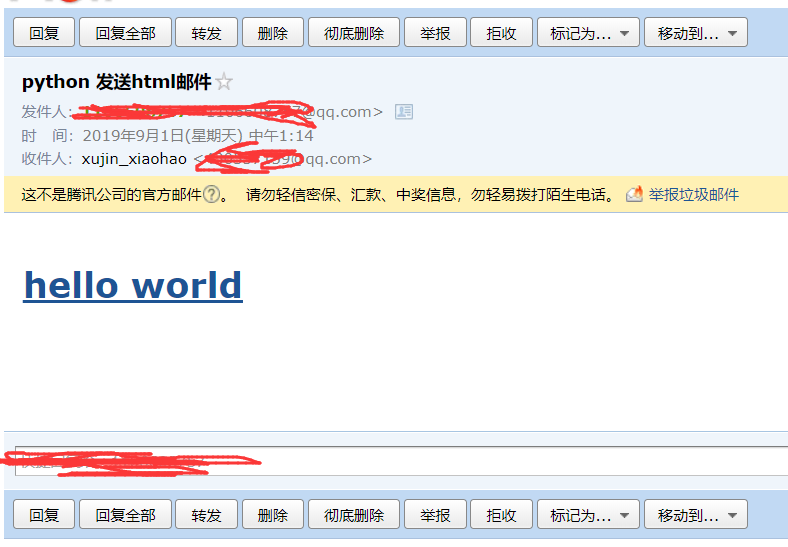 回复 回复全部 转发 删除 彻底删除 举报 拒收 标记为... 移动到...
python 发送html邮件
发件人： @qq.com>
时 间： 2019年9月1日(星期天) 中午1:14
收件人： xujin_xiaohao < @qq.com>
这不是腾讯公司的官方邮件?。 请勿轻信密保、汇款、中奖信息，勿轻易拨打陌生电话。 举报垃圾邮件
hello world
回复 回复全部 转发 删除 彻底删除 举报 拒收 标记为... 移动到...